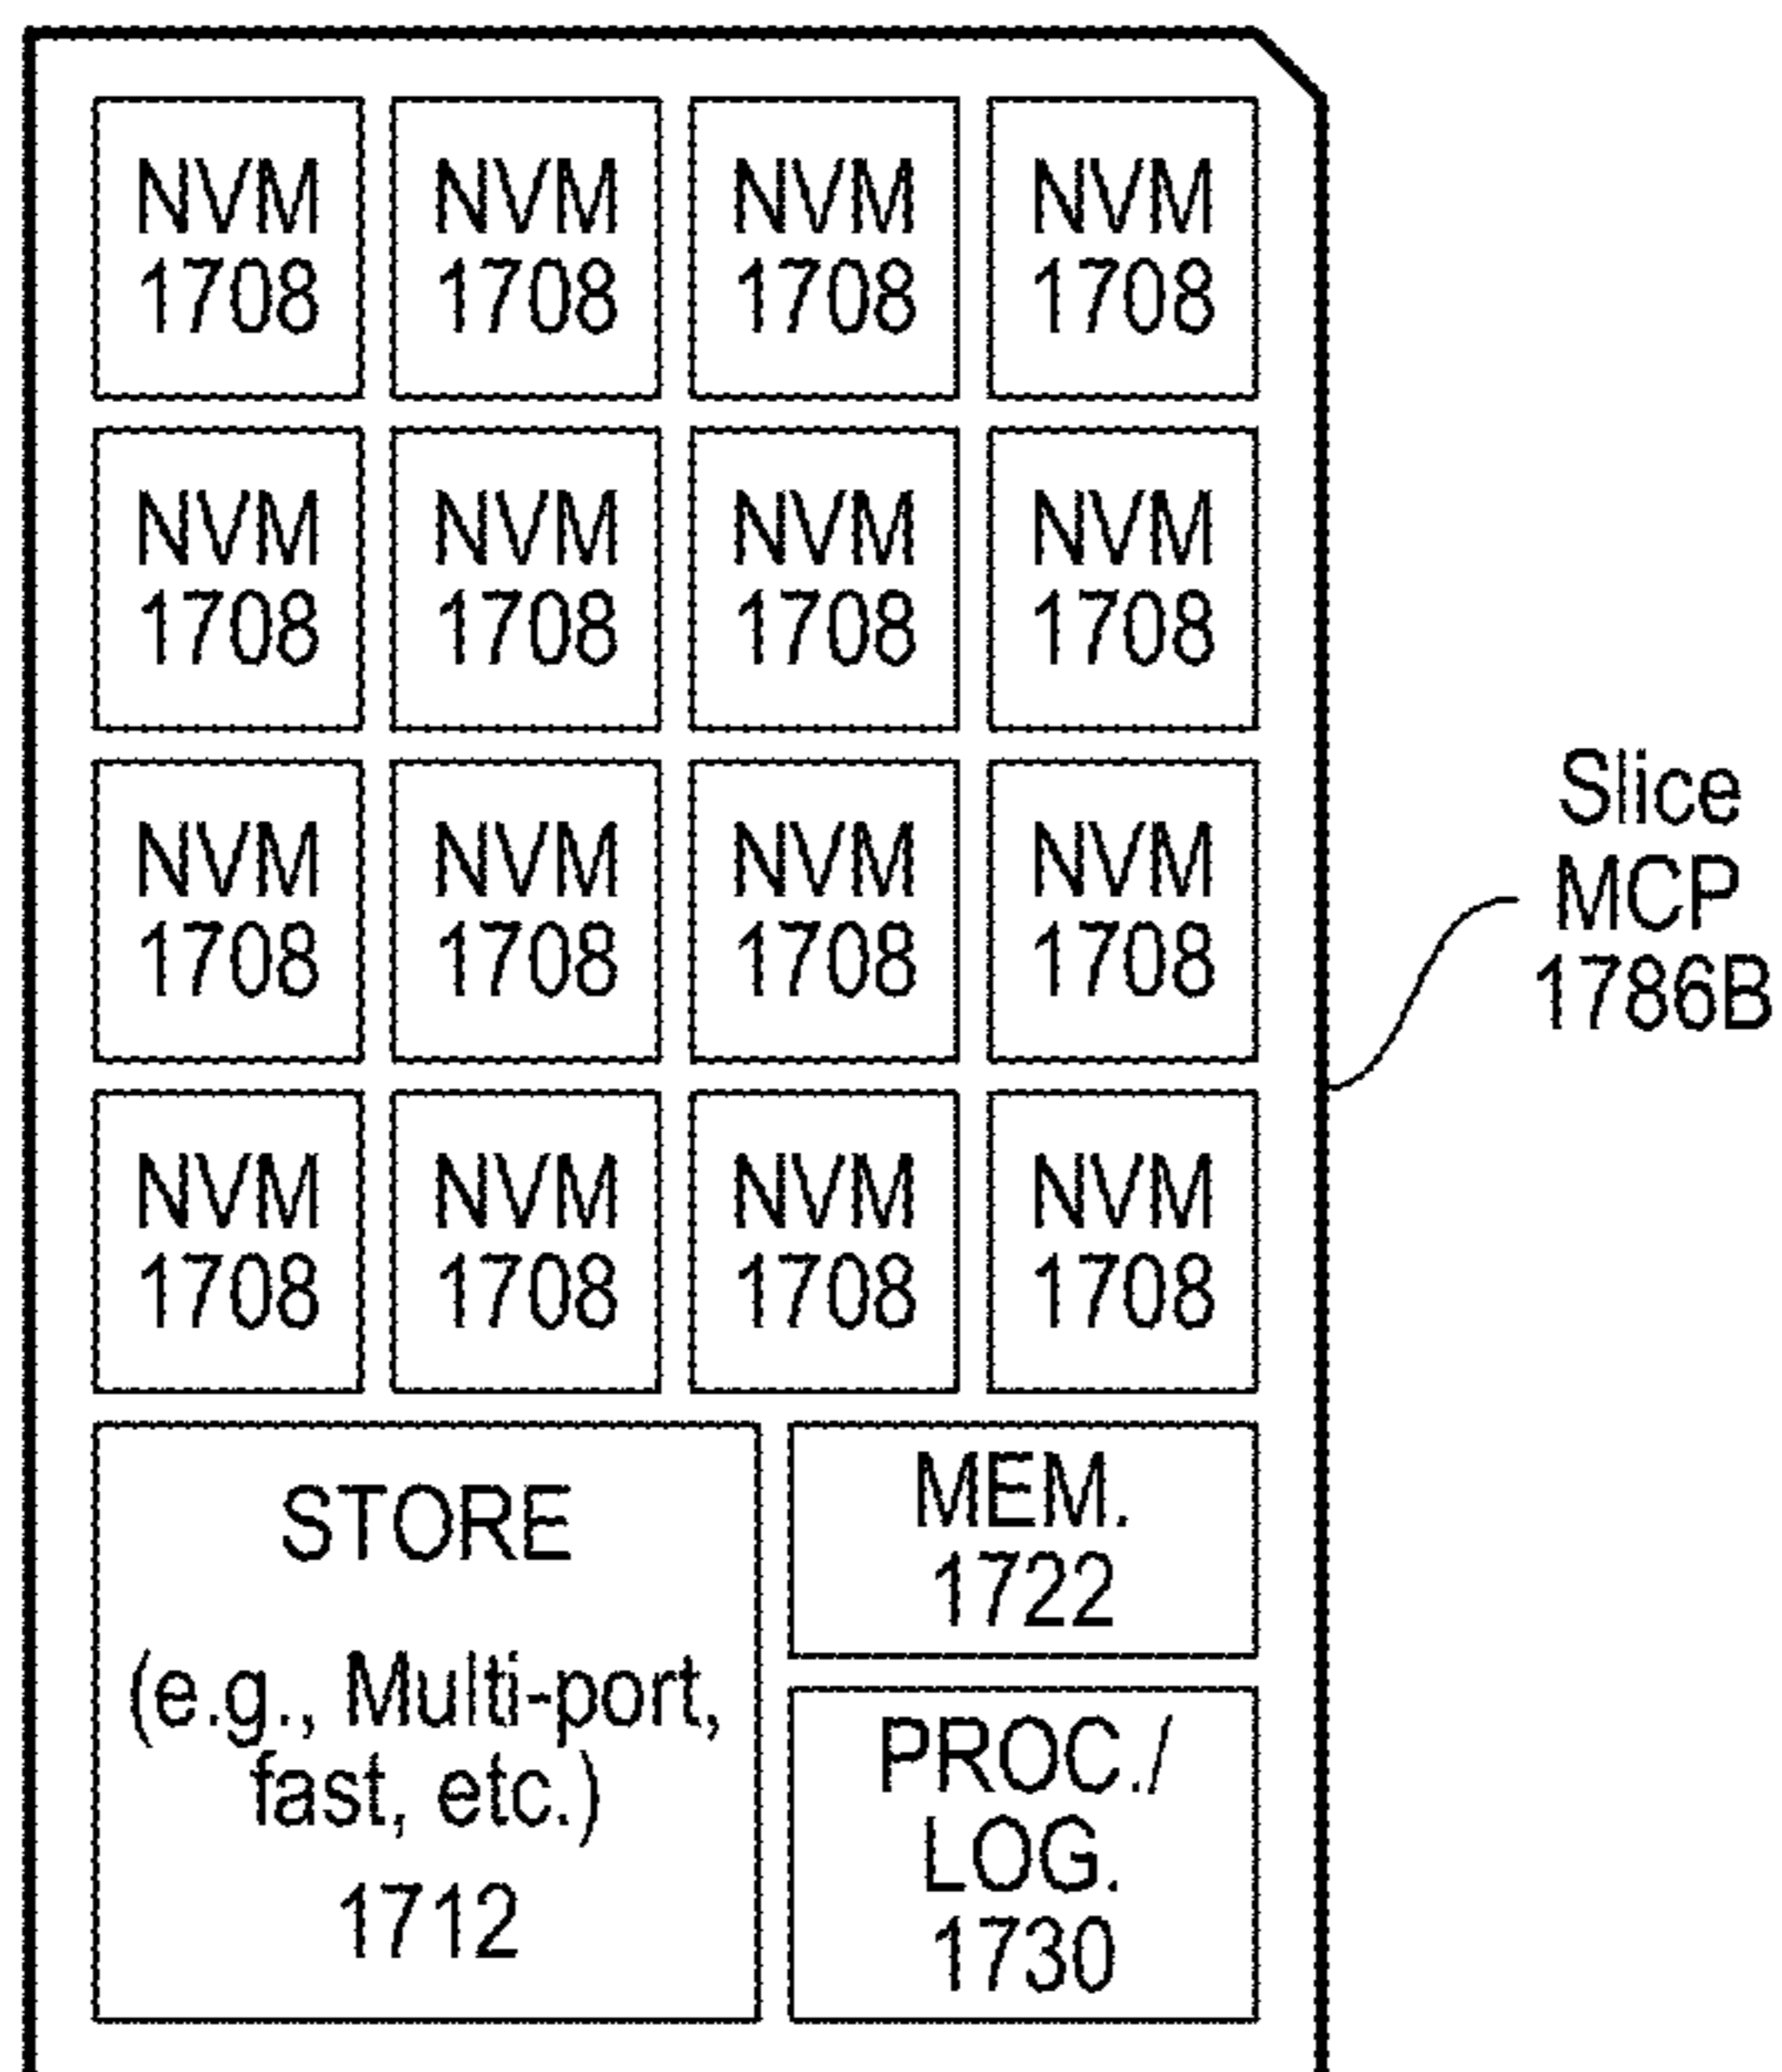 NVM NVM NVM NVM
1708 1708 1708 1708
NVM NVM NVM NVM
1708 1708 1708 1708
NVM NVM NVM NVM
1708 1708 1708 1708
NVM NVM NVM NVM
1708 1708 1708 1708
STORE
(e.g., Multi-port,
fast, etc.)
1712
MEM.
1722
PROC./
LOG.
1730
Slice
MCP
1786B